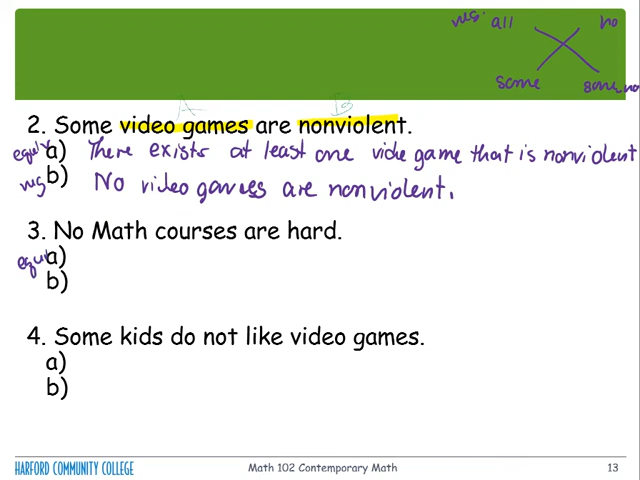 neg. all no
some some no
A B
2. Some video games are nonviolent.
equiv a) There exists at least one video game that is nonviolent
neg b) No video games are nonviolent.
3. No Math courses are hard.
equiv a)
b)
4. Some kids do not like video games.
a)
b)
HARFORD COMMUNITY COLLEGE Math 102 Contemporary Math 13